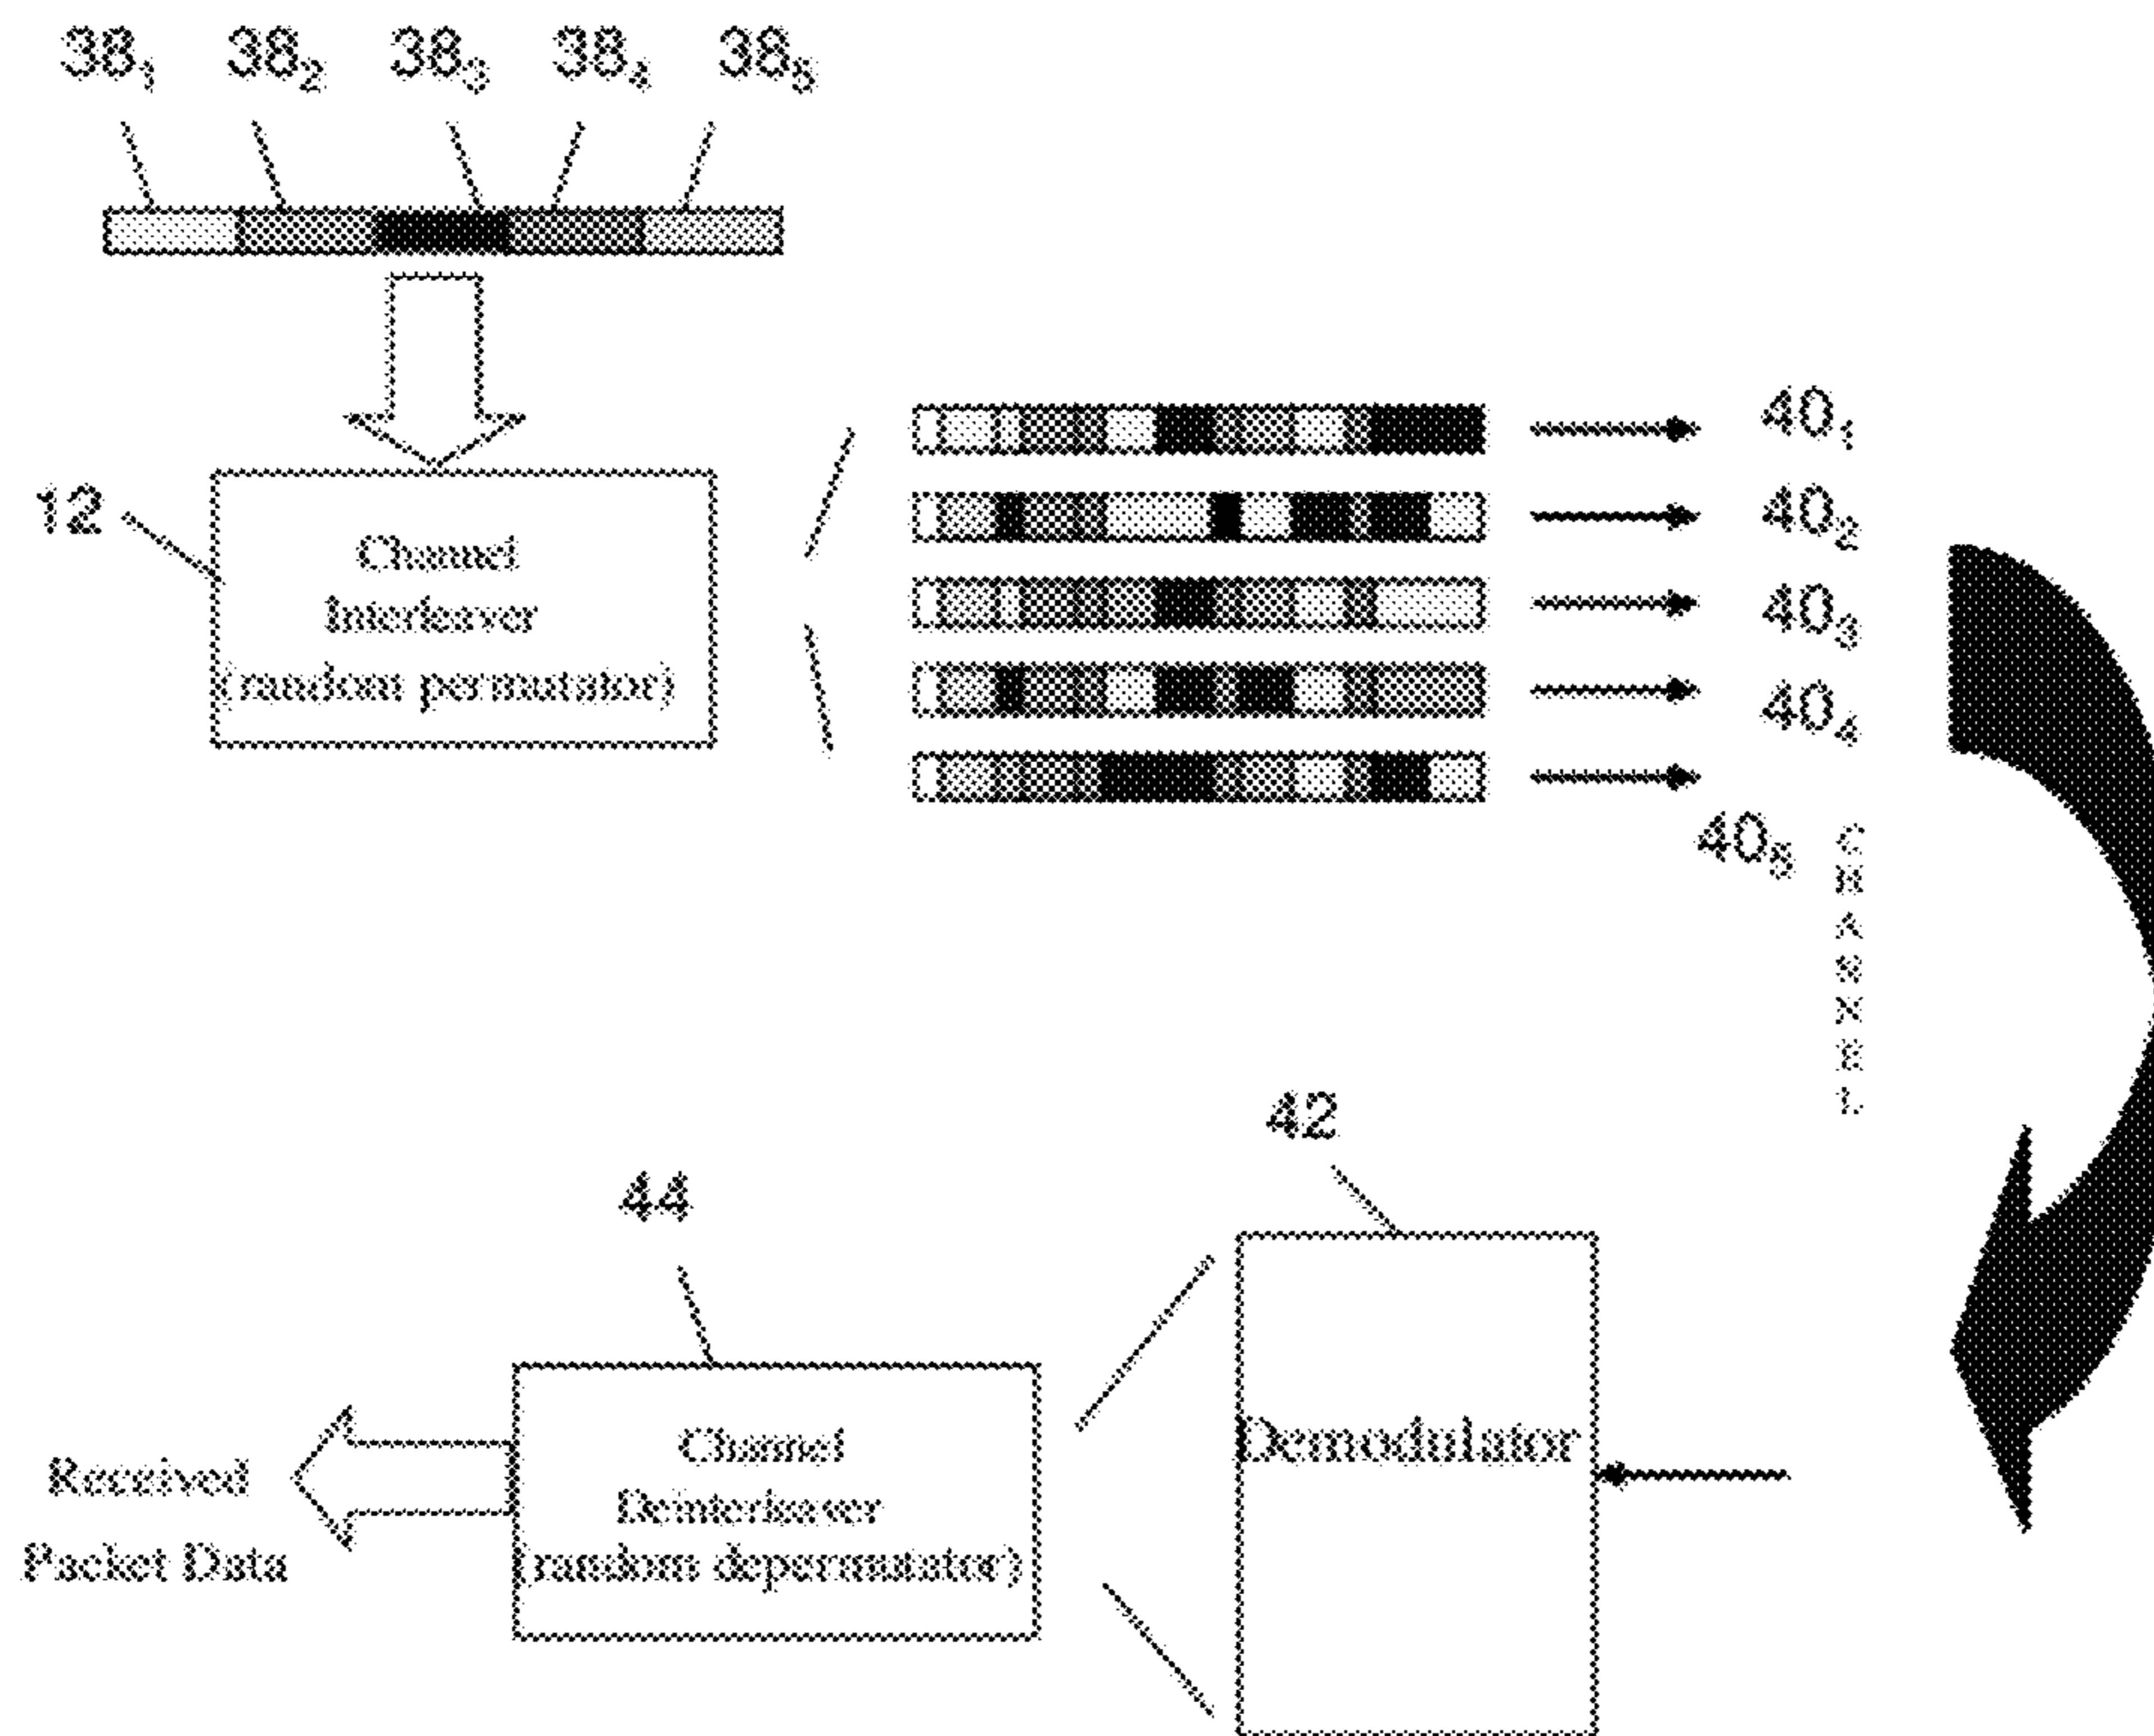 38₁ 38₂ 38₃ 38₄ 38₅
12
Channel
Interleaver
(random permutator)
40₁
40₂
40₃
40₄
40₅
CHANNEL
42
44
Demodulator
Channel
Deinterleaver
(random depermutator)
Received
Packet Data